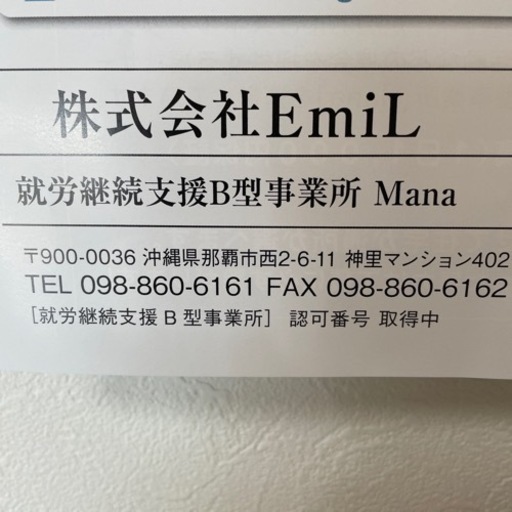 株式会社EmiL
就労継続支援B型事業所 Mana
〒900-0036 沖縄県那覇市西2-6-11 神里マンション402
TEL 098-860-6161 FAX 098-860-6162
［就労継続支援B型事業所］ 認可番号 取得中